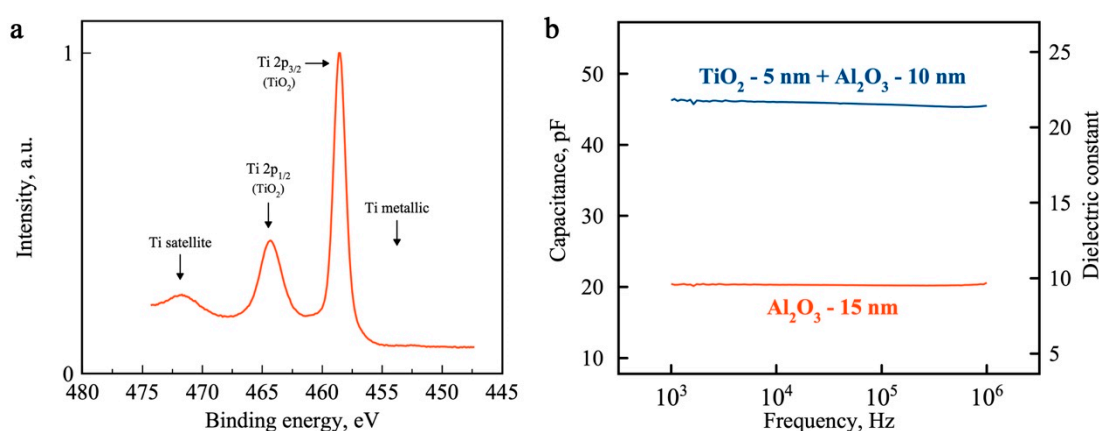 a
1
Ti 2p3/2
(TiO2)
Ti 2p1/2
(TiO2)
Ti metallic
Ti satellite
Intensity, a.u.
0
480 475 470 465 460 455 450 445
Binding energy, eV
b
50
40
30
20
10
Capacitance, pF
TiO2 - 5 nm + Al2O3 - 10 nm
Al2O3 - 15 nm
25
20
15
10
5
Dielectric constant
10^3 10^4 10^5 10^6
Frequency, Hz